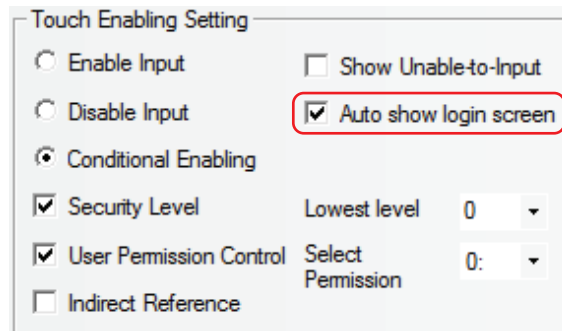 Touch Enabling Setting
Enable Input
Show Unable-to-Input
Disable Input
Auto show login screen
Conditional Enabling
Security Level
Lowest level
0
User Permission Control
Select
Permission
0:
Indirect Reference